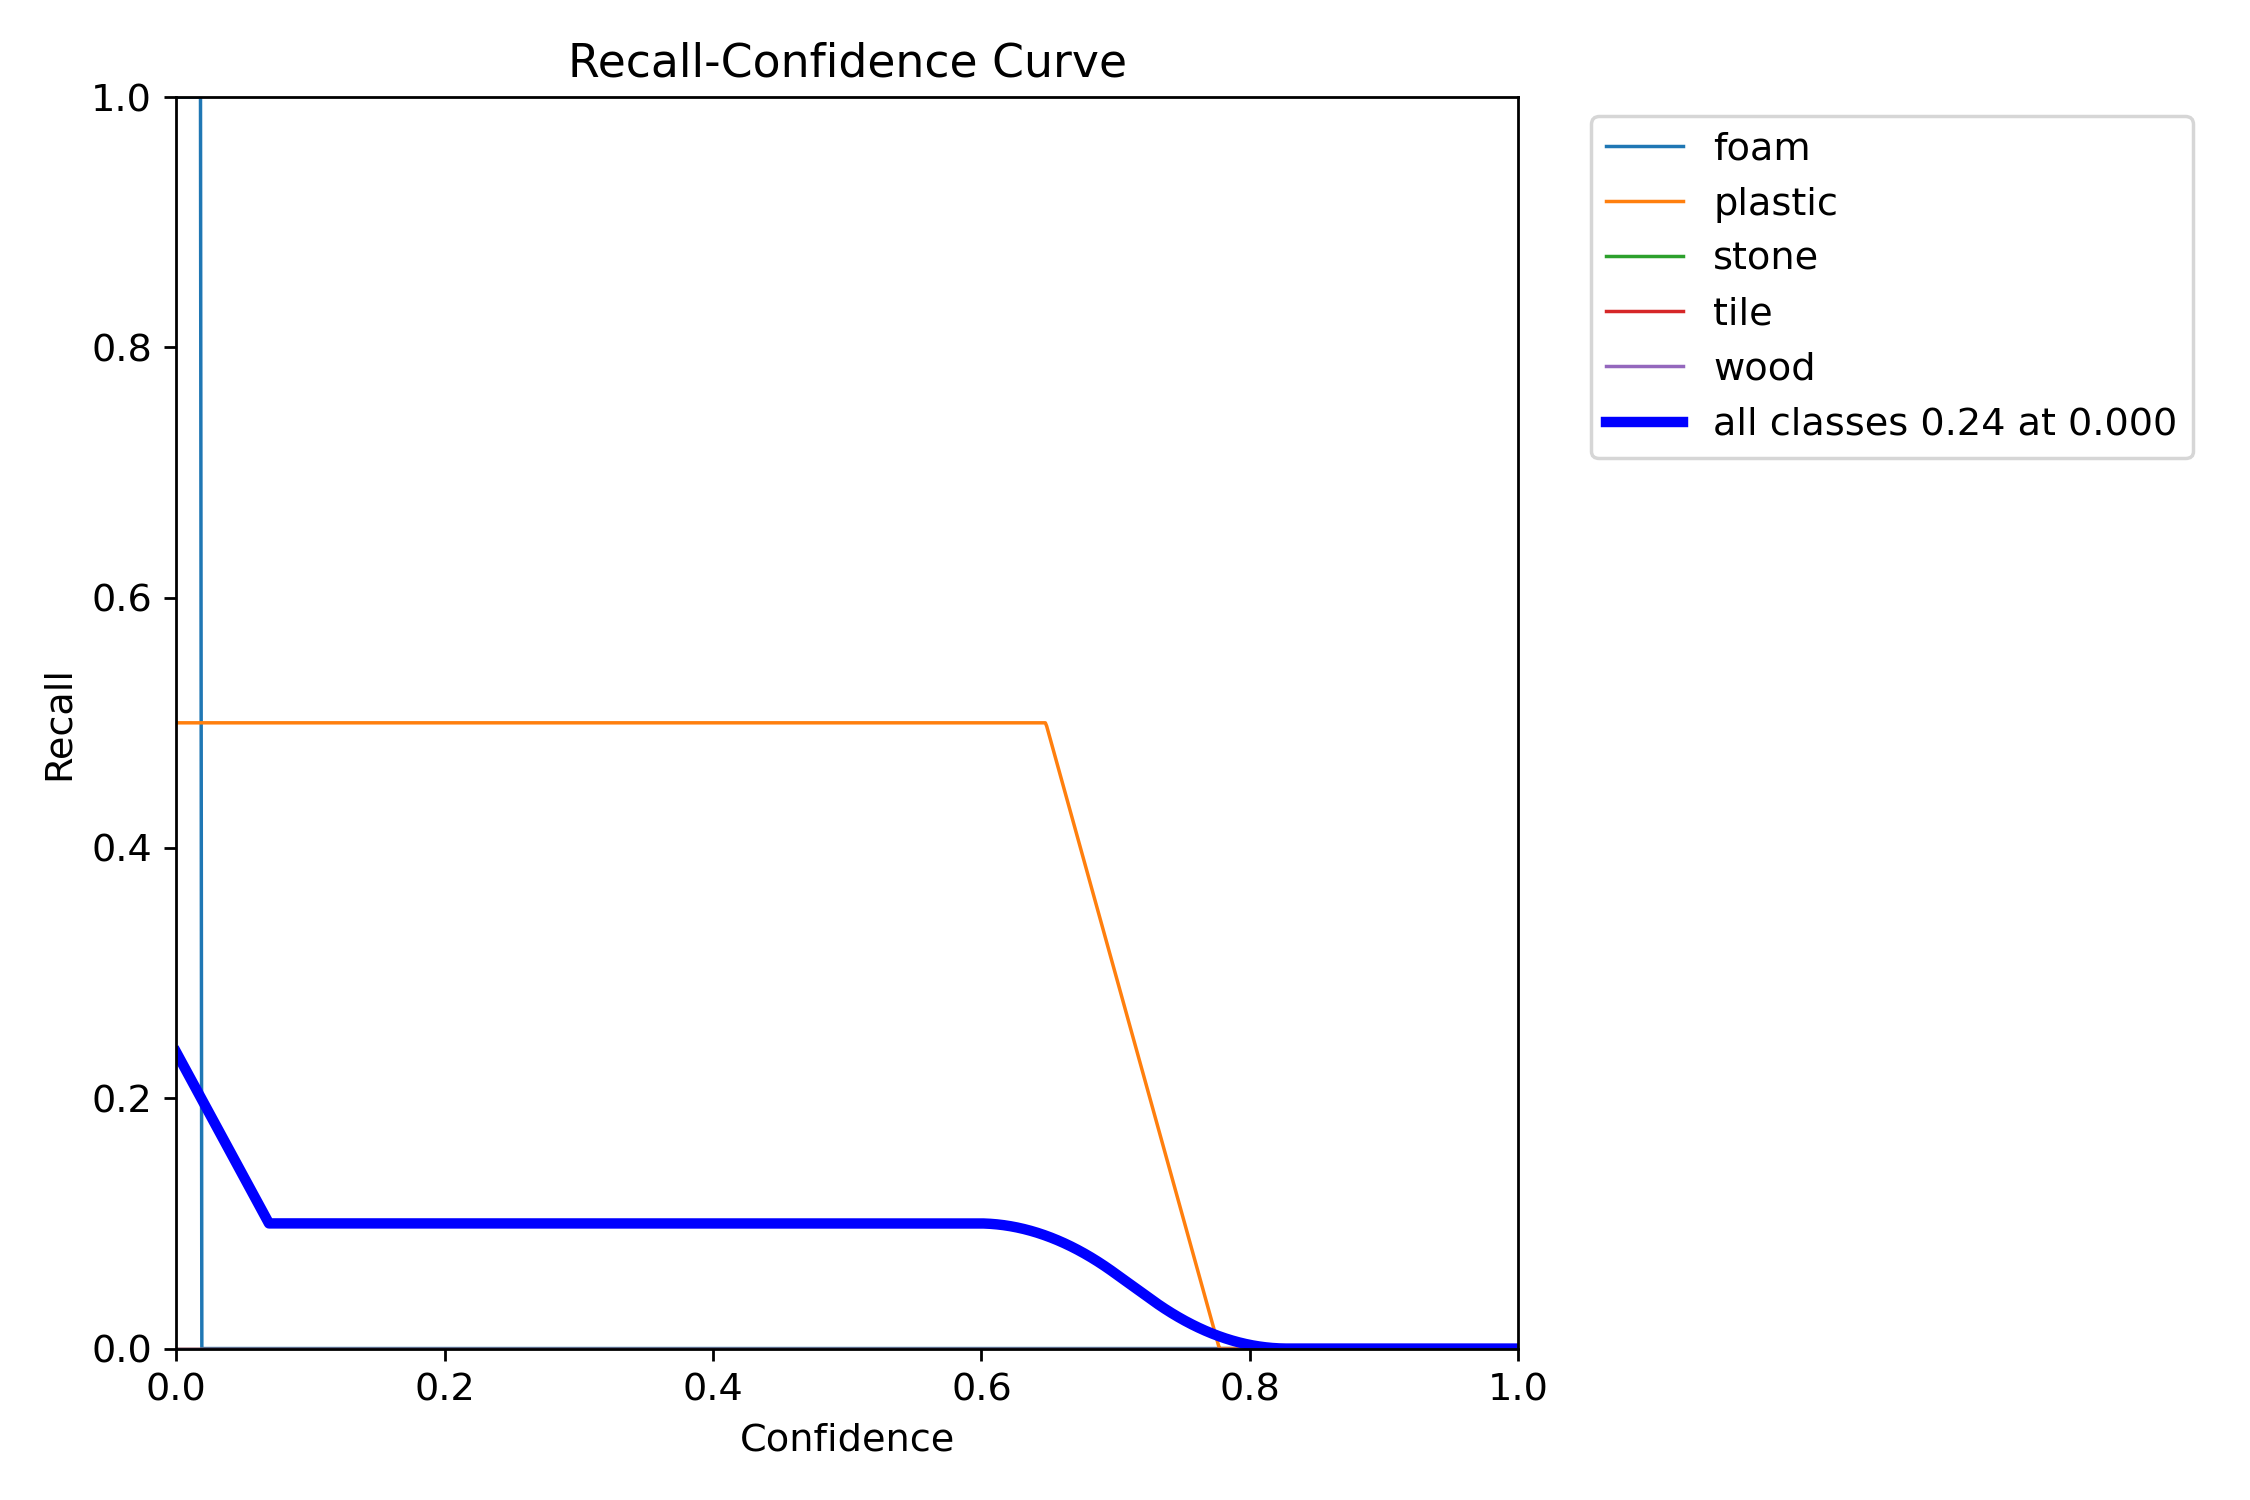 Recall-Confidence Curve
1.0
0.8
0.6
0.4
0.2
0.0
Recall
0.0 0.2 0.4 0.6 0.8 1.0
Confidence
foam
plastic
stone
tile
wood
all classes 0.24 at 0.000